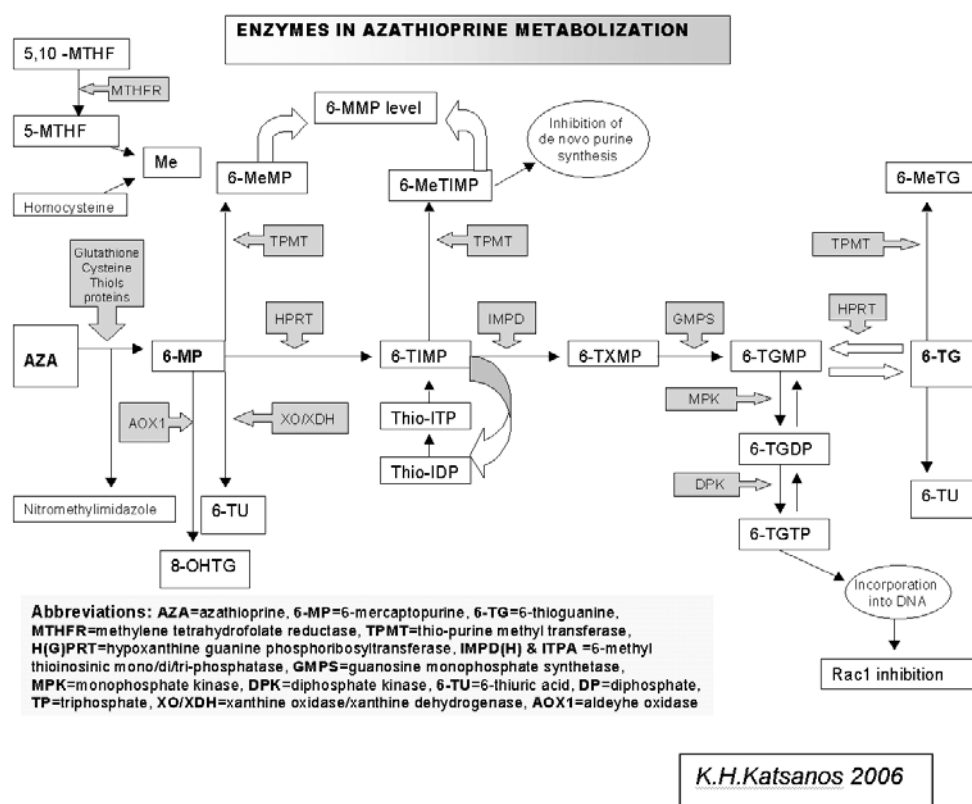 ENZYMES IN AZATHIOPRINE METABOLIZATION
5,10 -MTHF
MTHFR
5-MTHF
Me
Homocysteine
6-MMP level
6-MeMP
6-MeTIMP
Inhibition of
de novo purine
synthesis
6-MeTG
TPMT
TPMT
TPMT
Glutathione
Cysteine
Thiols
proteins
HPRT
IMPD
GMPS
HPRT
AZA
6-MP
6-TIMP
6-TXMP
6-TGMP
6-TG
AOX1
XO/XDH
Thio-ITP
Thio-IDP
MPK
6-TGDP
DPK
6-TGTP
Nitromethylimidazole
6-TU
8-OHTG
6-TU
Incorporation
into DNA
Rac1 inhibition
Abbreviations: AZA=azathioprine, 6-MP=6-mercaptopurine, 6-TG=6-thioguanine,
MTHFR=methylene tetrahydrofolate reductase, TPMT=thio-purine methyl transferase,
H(G)PRT=hypoxanthine guanine phosphoribosyltransferase, IMPD(H) & ITPA =6-methyl
thioinosinic mono/di/tri-phosphatase, GMPS=guanosine monophosphate synthetase,
MPK=monophosphate kinase, DPK=diphosphate kinase, 6-TU=6-thiuric acid, DP=diphosphate,
TP=triphosphate, XO/XDH=xanthine oxidase/xanthine dehydrogenase, AOX1=aldeyhe oxidase
K.H.Katsanos 2006